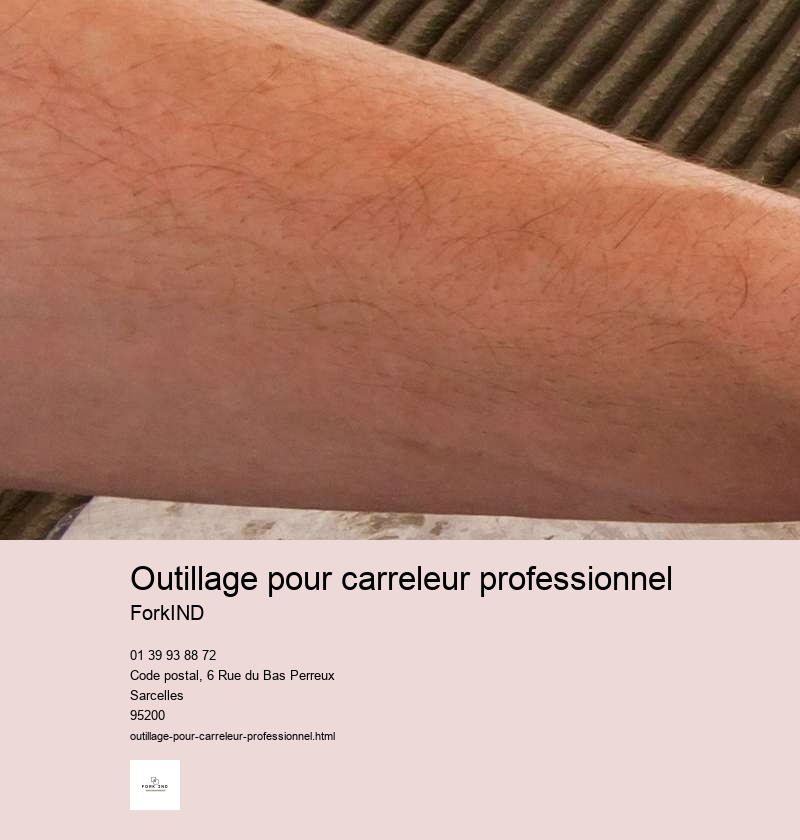 Outillage pour carreleur professionnel
ForkIND
01 39 93 88 72
Code postal, 6 Rue du Bas Perreux
Sarcelles
95200
outillage-pour-carreleur-professionnel.html
FORK IND